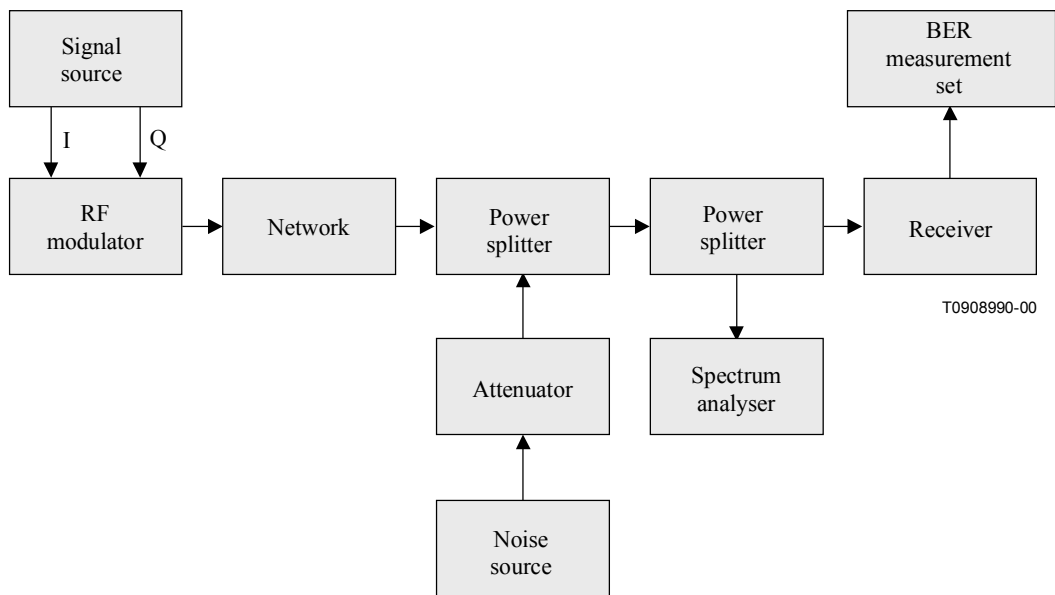 Signal
source
BER
measurement
set
I
Q
RF
modulator
Network
Power
splitter
Power
splitter
Receiver
T0908990-00
Attenuator
Spectrum
analyser
Noise
source